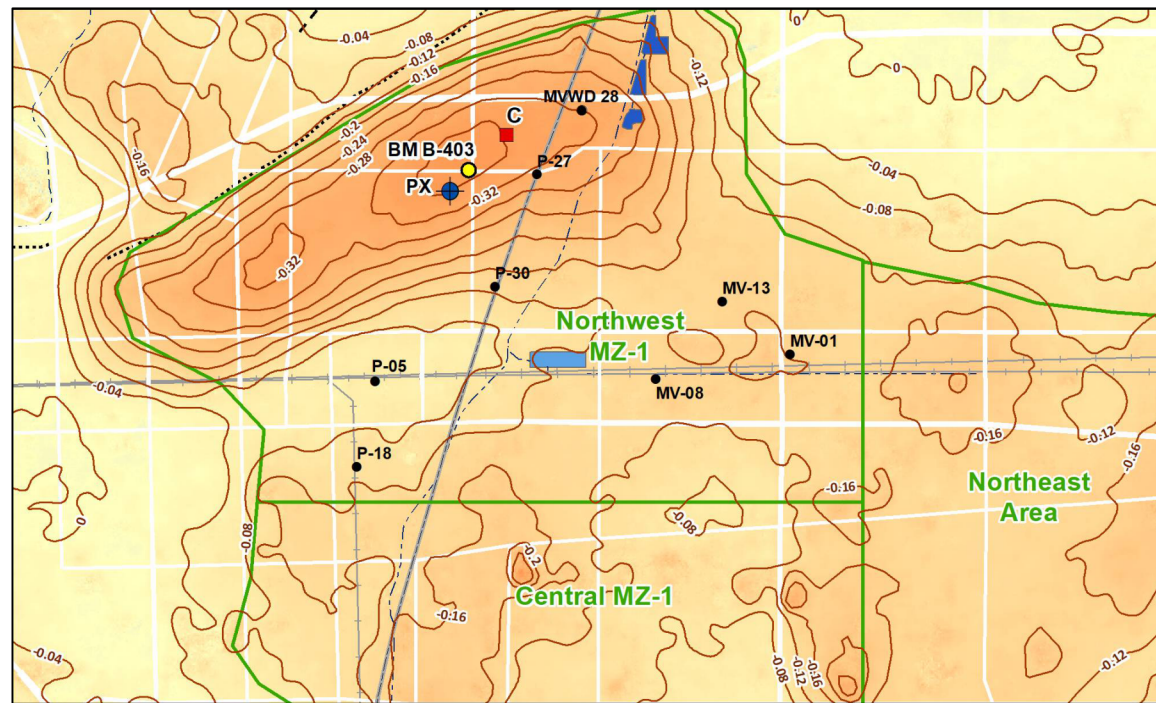 0
-0.04
-0.08
-0.12
-0.16
-0.12
0
MVWD 28
C
-0.2
-0.24
-0.28
BM B-403
P-27
-0.16
PX
-0.32
-0.04
-0.08
-0.32
P-30
MV-13
Northwest
MZ-1
MV-01
P-05
MV-08
-0.04
-0.12
-0.16
P-18
-0.16
-0.16
Northeast
Area
0
-0.08
-0.08
-0.2
Central MZ-1
-0.16
-0.04
-0.08
-0.12
-0.16
-0.12